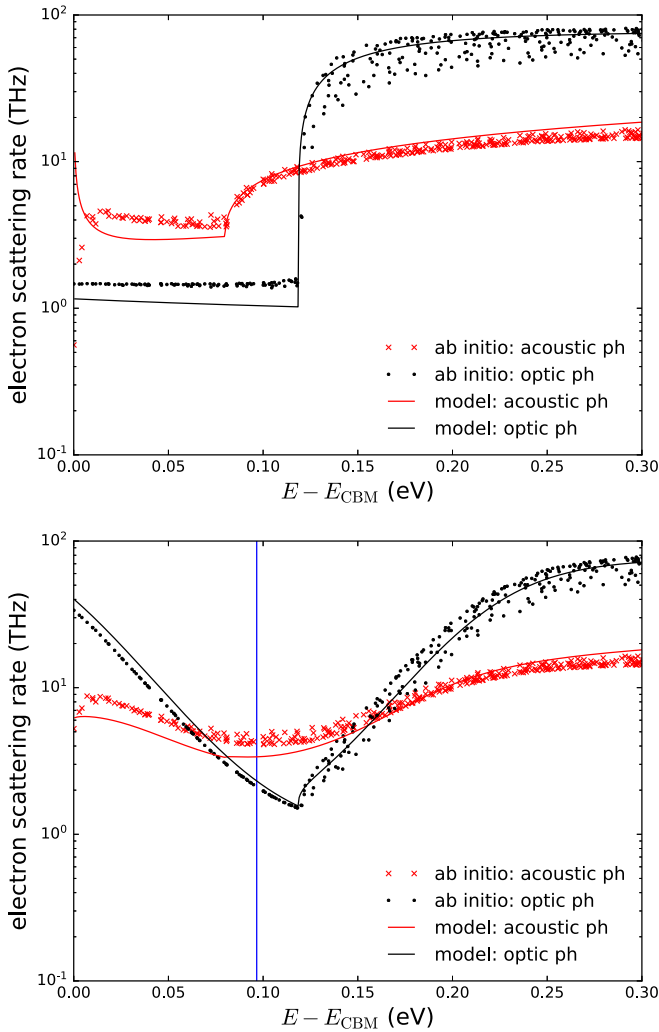 10²
10¹
10⁰
10⁻¹
electron scattering rate (THz)
ab initio: acoustic ph
ab initio: optic ph
model: acoustic ph
model: optic ph
0.00 0.05 0.10 0.15 0.20 0.25 0.30
E − E_CBM (eV)
10²
10¹
10⁰
10⁻¹
electron scattering rate (THz)
ab initio: acoustic ph
ab initio: optic ph
model: acoustic ph
model: optic ph
0.00 0.05 0.10 0.15 0.20 0.25 0.30
E − E_CBM (eV)